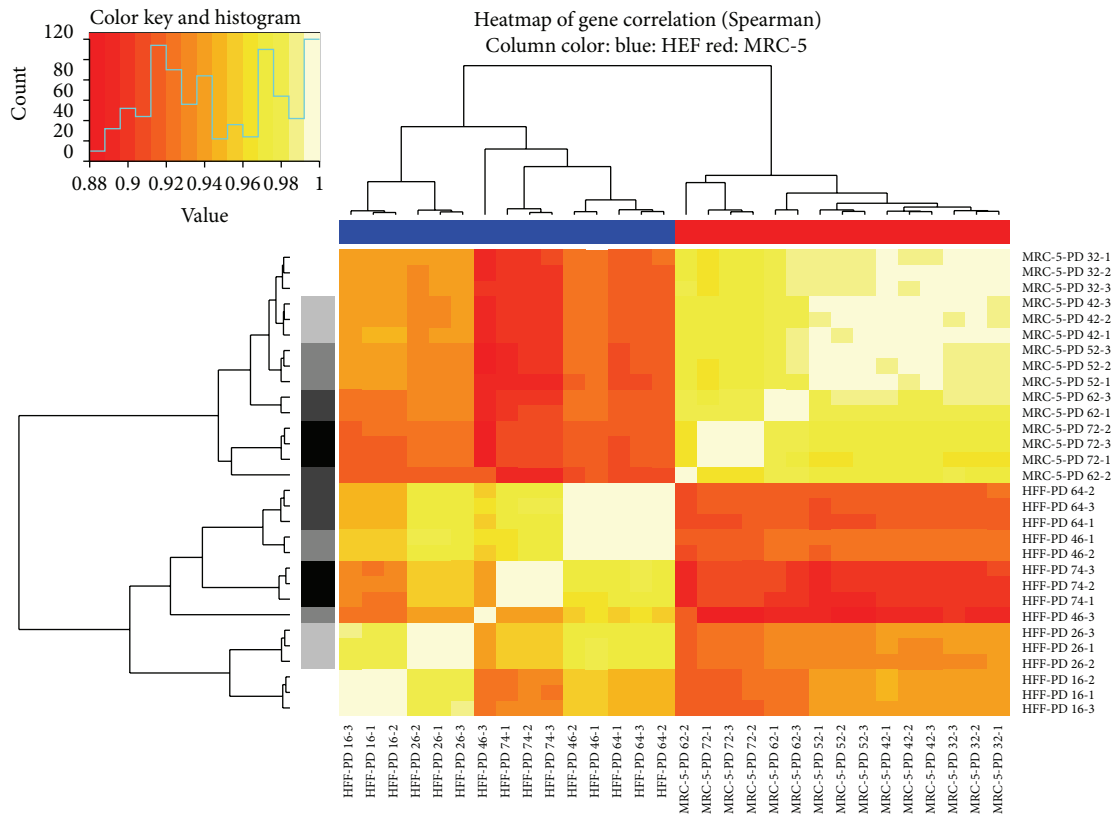 Color key and histogram
120
80
60
40
20
0
Count
0.88 0.9 0.92 0.94 0.96 0.98 1
Value
Heatmap of gene correlation (Spearman)
Column color: blue: HEF red: MRC-5
MRC-5-PD 32-1
MRC-5-PD 32-2
MRC-5-PD 32-3
MRC-5-PD 42-3
MRC-5-PD 42-2
MRC-5-PD 42-1
MRC-5-PD 52-3
MRC-5-PD 52-2
MRC-5-PD 52-1
MRC-5-PD 62-3
MRC-5-PD 62-1
MRC-5-PD 72-2
MRC-5-PD 72-3
MRC-5-PD 72-1
MRC-5-PD 62-2
HFF-PD 64-2
HFF-PD 64-3
HFF-PD 64-1
HFF-PD 46-1
HFF-PD 46-2
HFF-PD 74-3
HFF-PD 74-2
HFF-PD 74-1
HFF-PD 46-3
HFF-PD 26-3
HFF-PD 26-1
HFF-PD 26-2
HFF-PD 16-2
HFF-PD 16-1
HFF-PD 16-3
HFF-PD 16-3
HFF-PD 16-1
HFF-PD 16-2
HFF-PD 26-2
HFF-PD 26-1
HFF-PD 26-3
HFF-PD 46-3
HFF-PD 74-1
HFF-PD 74-2
HFF-PD 74-3
HFF-PD 46-2
HFF-PD 46-1
HFF-PD 64-1
HFF-PD 64-3
HFF-PD 64-2
MRC-5-PD 62-2
MRC-5-PD 72-1
MRC-5-PD 72-3
MRC-5-PD 72-2
MRC-5-PD 62-1
MRC-5-PD 62-3
MRC-5-PD 52-1
MRC-5-PD 52-2
MRC-5-PD 52-3
MRC-5-PD 42-1
MRC-5-PD 42-2
MRC-5-PD 42-3
MRC-5-PD 32-3
MRC-5-PD 32-2
MRC-5-PD 32-1